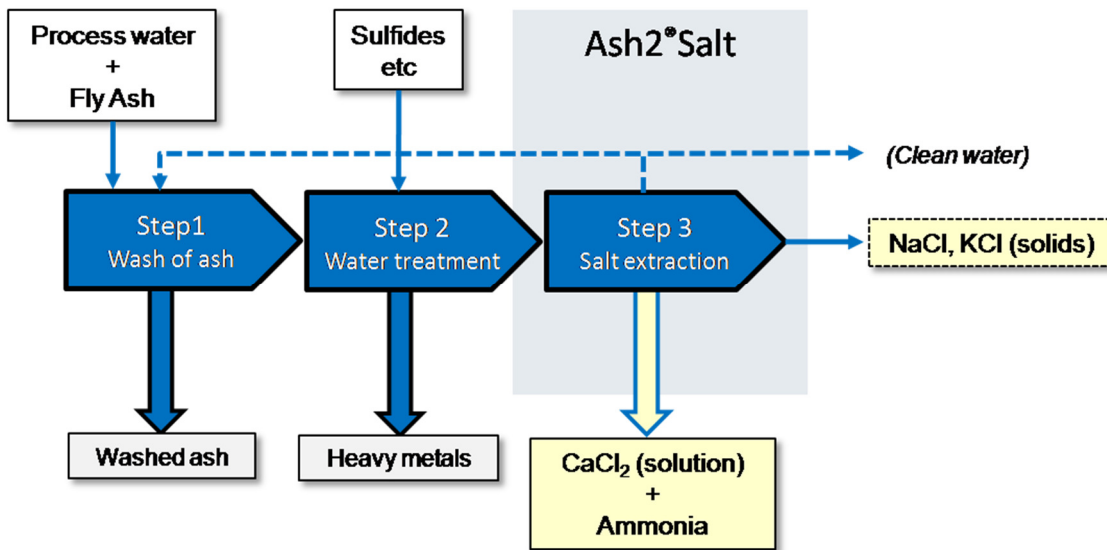 Process water
+
Fly Ash
Sulfides
etc
Ash2®Salt
(Clean water)
Step1
Wash of ash
Step 2
Water treatment
Step 3
Salt extraction
NaCl, KCl (solids)
Washed ash
Heavy metals
CaCl₂ (solution)
+
Ammonia